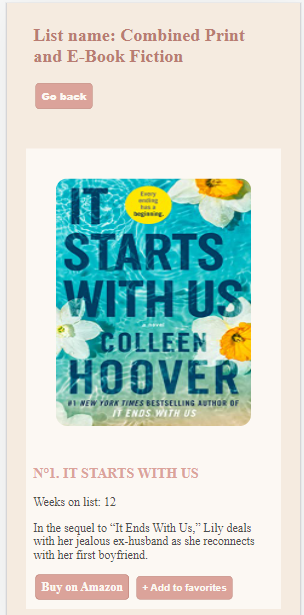 List name: Combined Print
and E-Book Fiction
Go back
Every
ending
has a
beginning.
IT
STARTS
WITH US
a novel
COLLEEN
HOOVER
#1 NEW YORK TIMES BESTSELLING AUTHOR OF
IT ENDS WITH US
Nº1. IT STARTS WITH US
Weeks on list: 12
In the sequel to “It Ends With Us,” Lily deals
with her jealous ex-husband as she reconnects
with her first boyfriend.
Buy on Amazon
+ Add to favorites